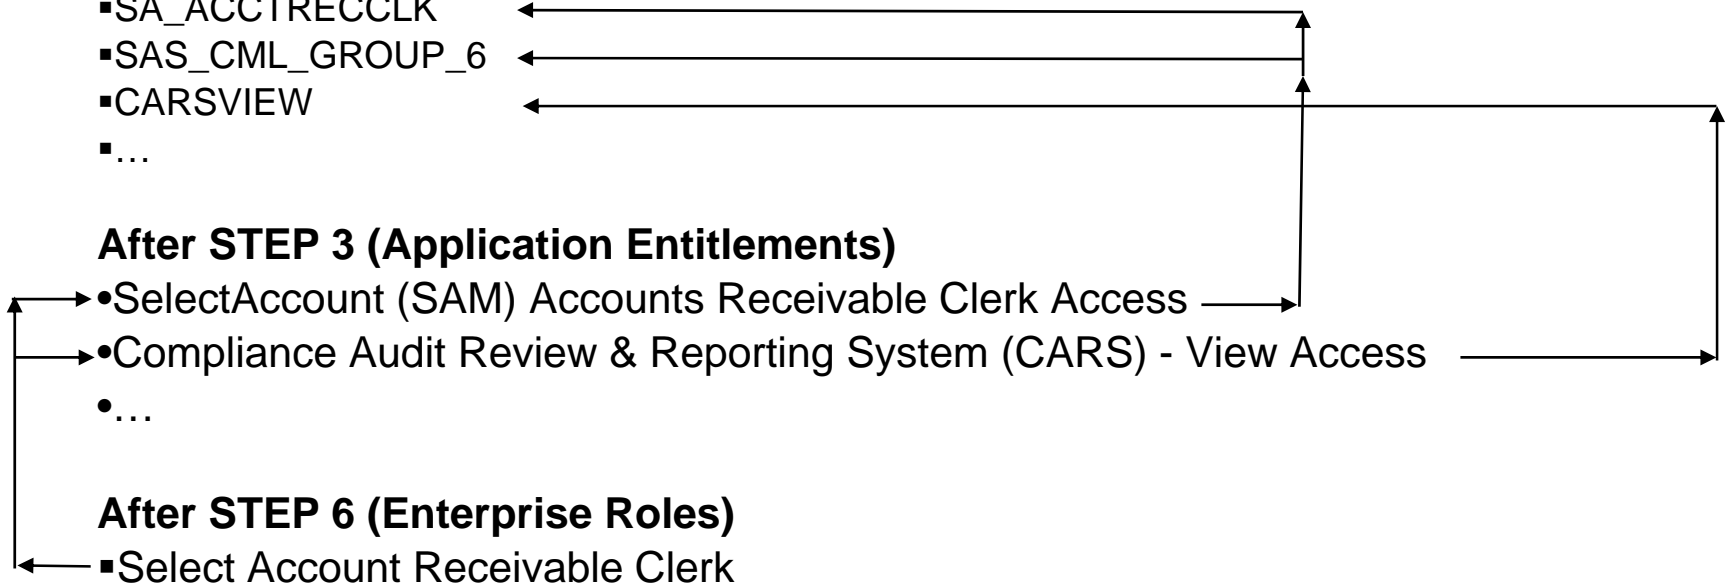 ▪SA_ACCTRECCLK
▪SAS_CML_GROUP_6
▪CARSVIEW
▪…
After STEP 3 (Application Entitlements)
•SelectAccount (SAM) Accounts Receivable Clerk Access
•Compliance Audit Review & Reporting System (CARS) - View Access
•…
After STEP 6 (Enterprise Roles)
▪Select Account Receivable Clerk